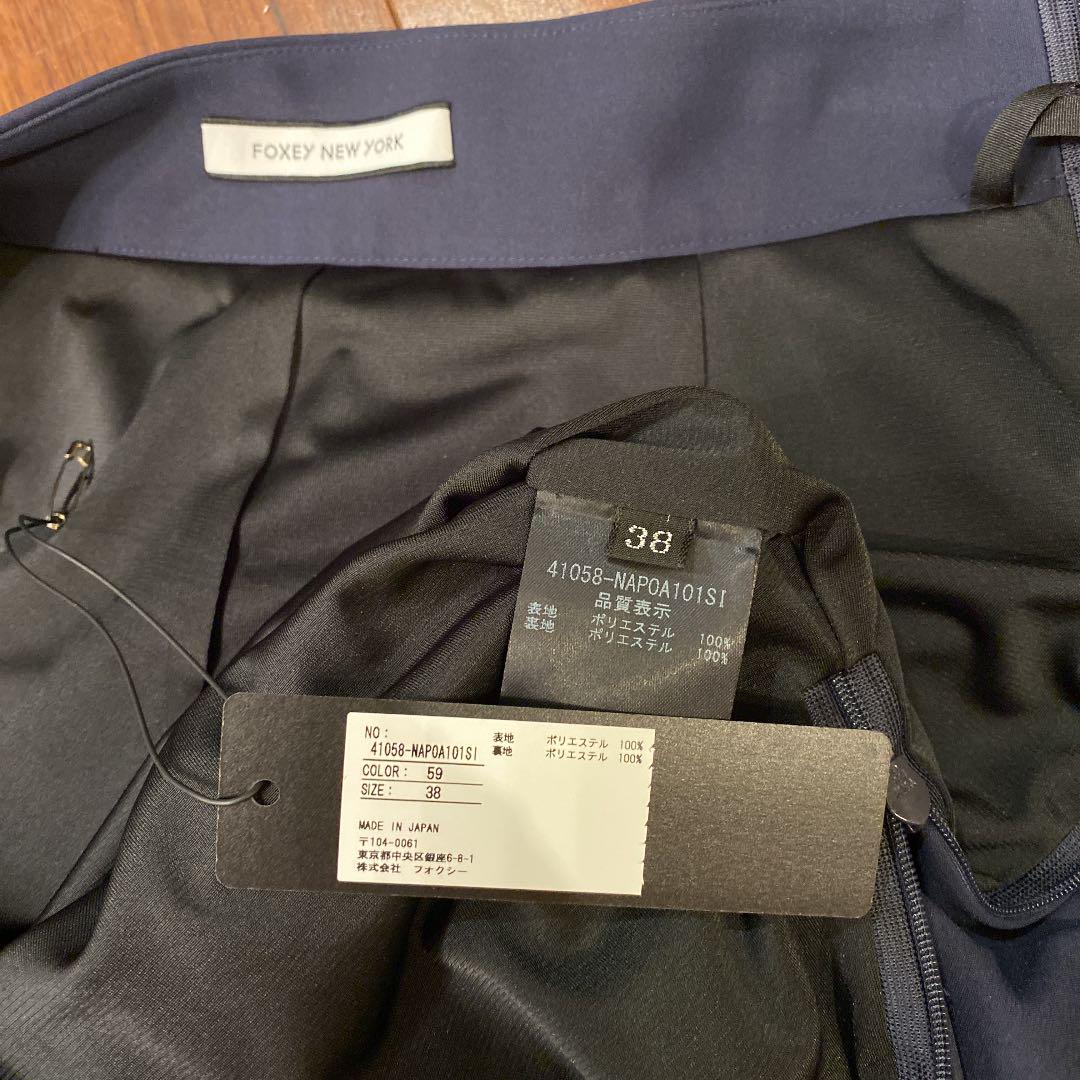 FOXEY NEW YORK
38
41058-NAPOA101SI
品質表示
表地 ポリエステル 100%
裏地 ポリエステル 100%
NO:
41058-NAPOA101SI
COLOR: 59
SIZE: 38
表地 ポリエステル 100%
裏地 ポリエステル 100%
MADE IN JAPAN
〒104-0061
東京都中央区銀座6-8-1
株式会社 フォクシー